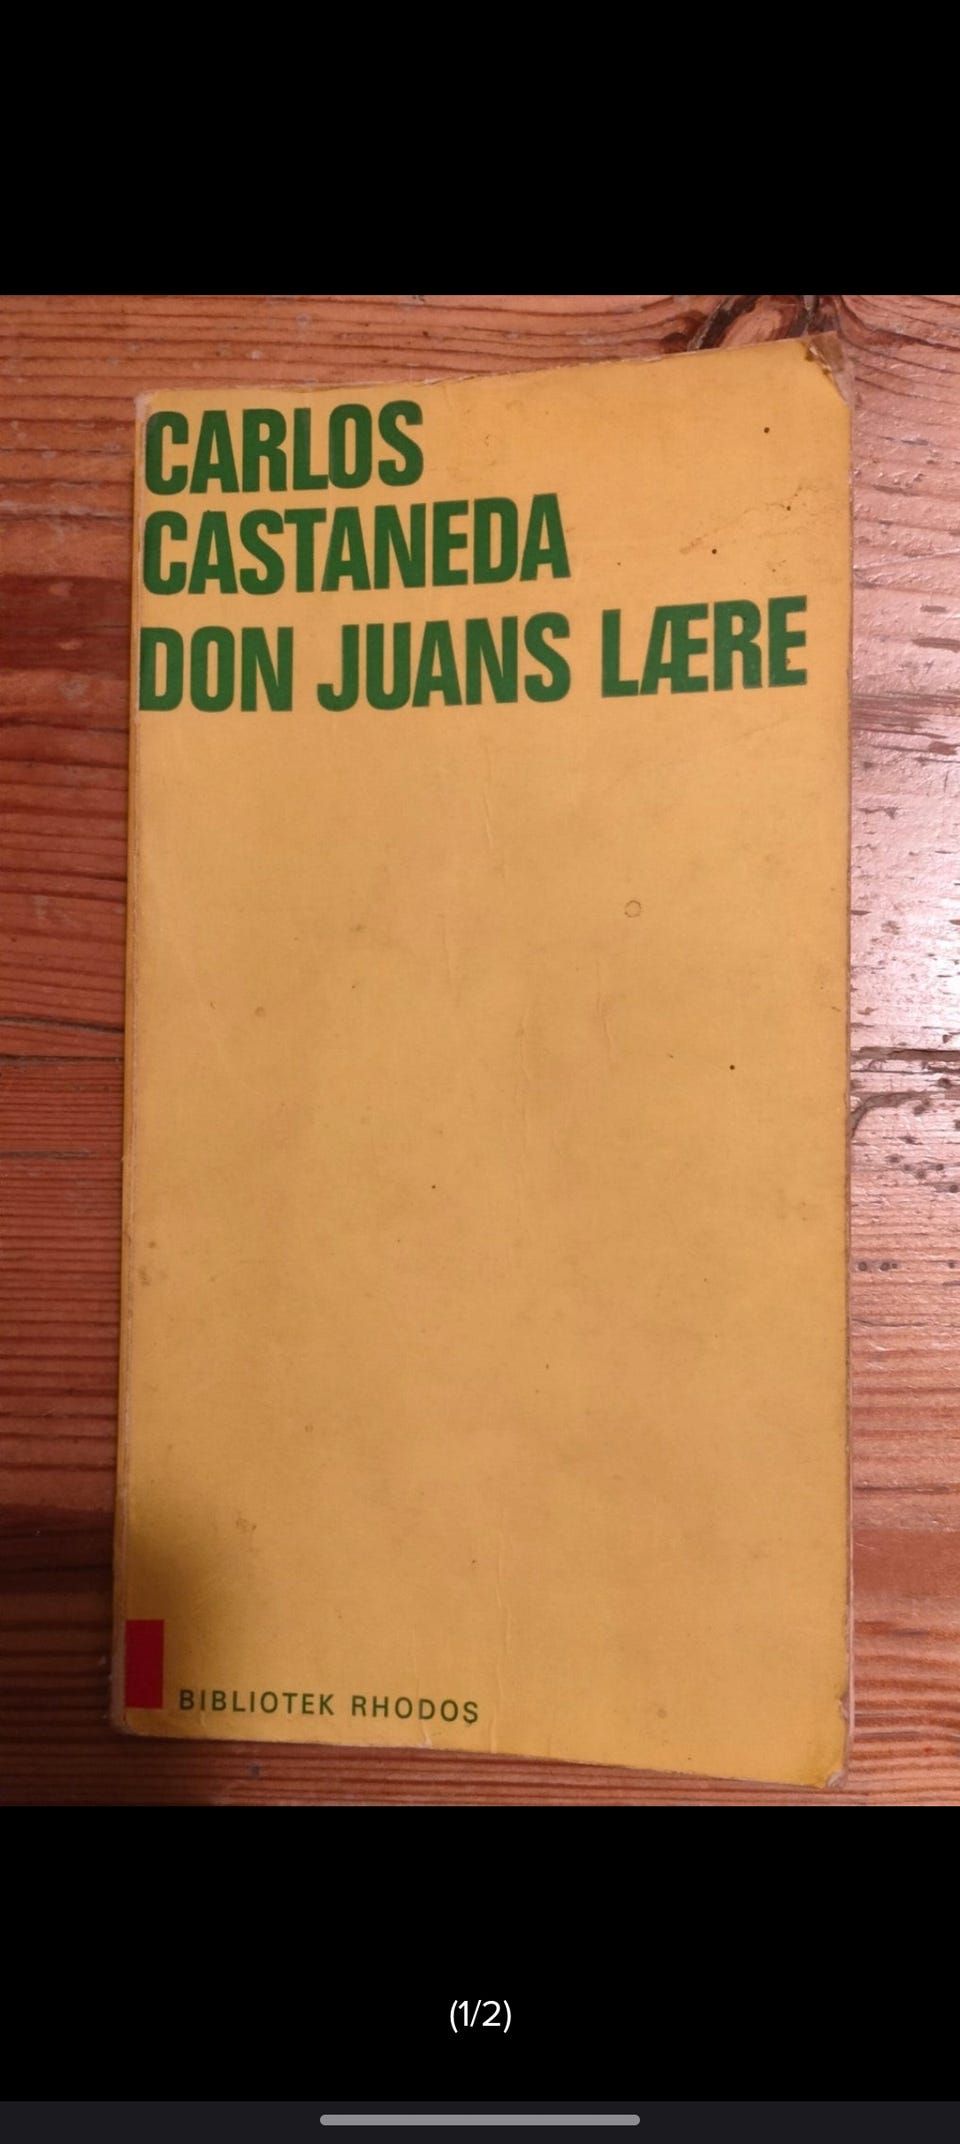 CARLOS
CASTANEDA
DON JUANS LÆRE
BIBLIOTEK RHODOS
(1/2)